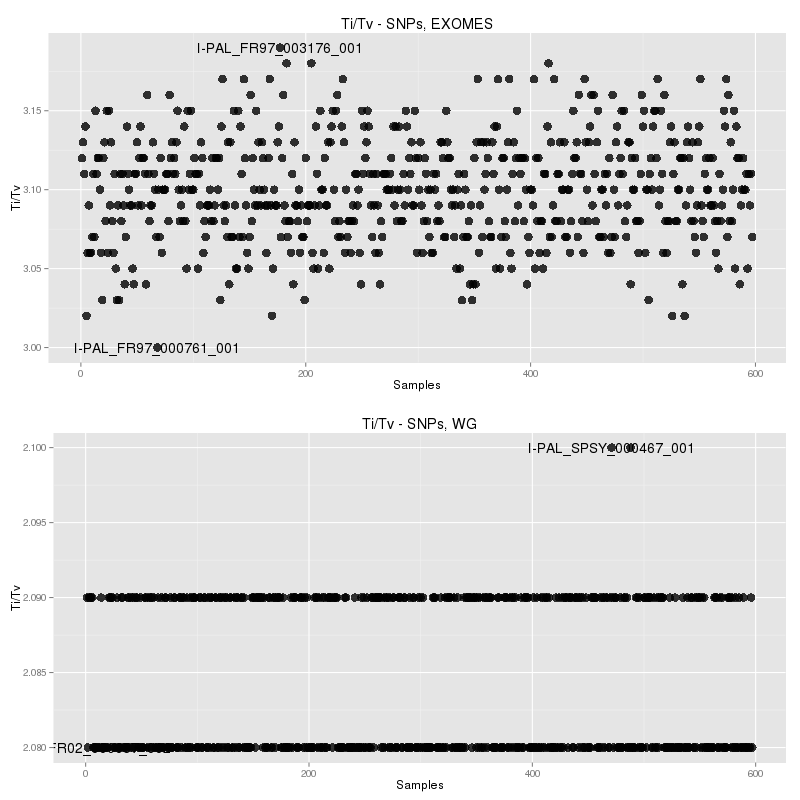 Ti/Tv - SNPs, EXOMES
I-PAL_FR97_003176_001
3.15
3.10
3.05
3.00
Ti/Tv
I-PAL_FR97_000761_001
0
200
400
600
Samples
Ti/Tv - SNPs, WG
2.100
2.095
2.090
2.085
2.080
Ti/Tv
I-PAL_SPSY_000467_001
0
200
400
600
Samples